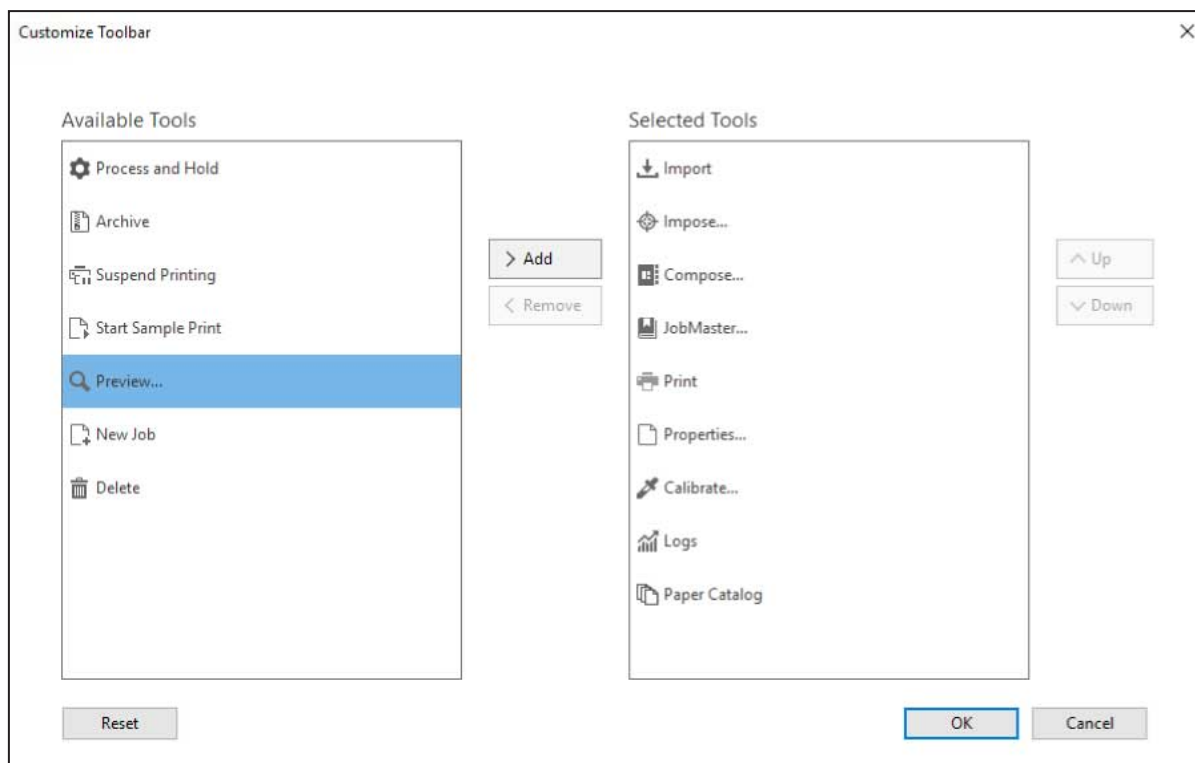 Customize Toolbar
Available Tools
Process and Hold
Archive
Suspend Printing
Start Sample Print
Preview...
New Job
Delete
> Add
< Remove
Selected Tools
Import
Impose...
Compose...
JobMaster...
Print
Properties...
Calibrate...
Logs
Paper Catalog
Up
Down
Reset
OK
Cancel